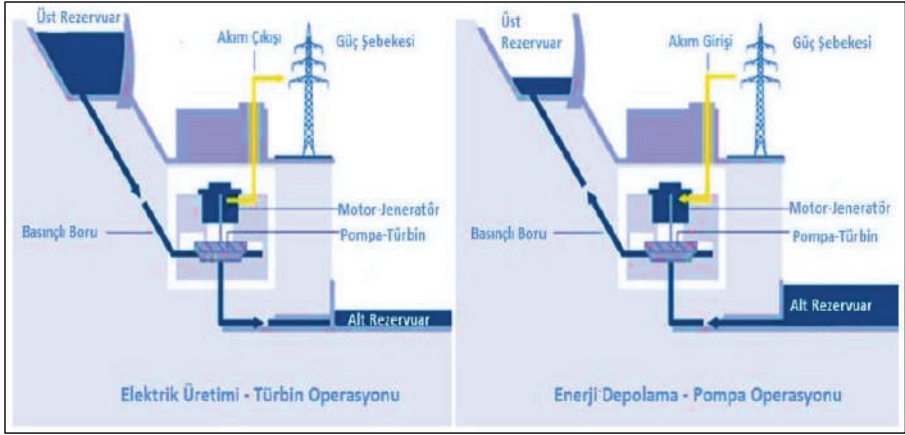 Üst Rezervuar
Akım Çıkışı
Güç Şebekesi
Motor-Jeneratör
Basınçlı Boru
Pompa-Türbin
Alt Rezervuar
Elektrik Üretimi - Türbin Operasyonu
Üst
Rezervuar
Akım Girişi
Güç Şebekesi
Motor-Jeneratör
Basınçlı Boru
Pompa-Türbin
Alt Rezervuar
Enerji Depolama - Pompa Operasyonu